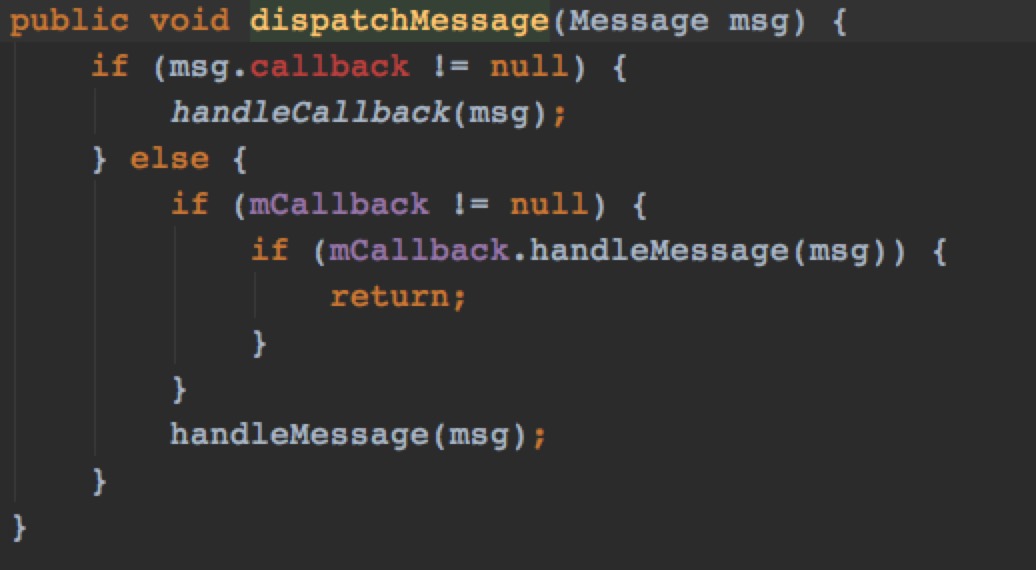 public void dispatchMessage(Message msg) {
    if (msg.callback != null) {
        handleCallback(msg);
    } else {
        if (mCallback != null) {
            if (mCallback.handleMessage(msg)) {
                return;
            }
        }
        handleMessage(msg);
    }
}